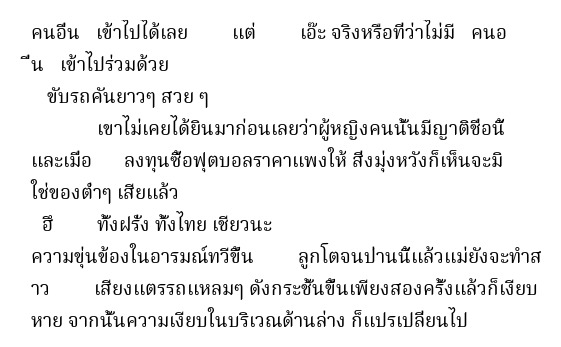 คนอื่น เข้าไปได้เลย แต่ เอ๊ะ จริงหรือที่ว่าไม่มี คนอ
ื่น เข้าไปร่วมด้วย
ขับรถคันยาวๆ สวย ๆ
เขาไม่เคยได้ยินมาก่อนเลยว่าผู้หญิงคนนั้นมีญาติชื่อนี้
และเมื่อ ลงทุนซื้อฟุตบอลราคาแพงให้ สิ่งมุ่งหวังก็เห็นจะมิ
ใช่ของต่ำๆ เสียแล้ว
ฮึ ทั้งฝรั่ง ทั้งไทย เชียวนะ
ความขุ่นข้องในอารมณ์ทวีขึ้น ลูกโตจนปานนี้แล้วแม่ยังจะทำส
าว เสียงแตรรถแหลมๆ ดังกระชั้นขึ้นเพียงสองครั้งแล้วก็เงียบ
หาย จากนั้นความเงียบในบริเวณด้านล่าง ก็แปรเปลี่ยนไป